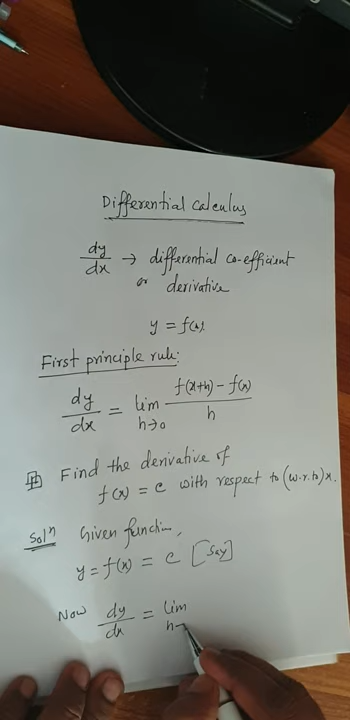 Differential Calculus
dy/dx → differential co-efficient
or derivative
y = f(x).
First principle rule:
dy/dx = lim h→0 f(x+h) - f(x) / h
Find the derivative of
f(x) = c with respect to (w.r.to) x.
Solⁿ Given function,
y = f(x) = c [Say]
Now dy/dx = lim h→